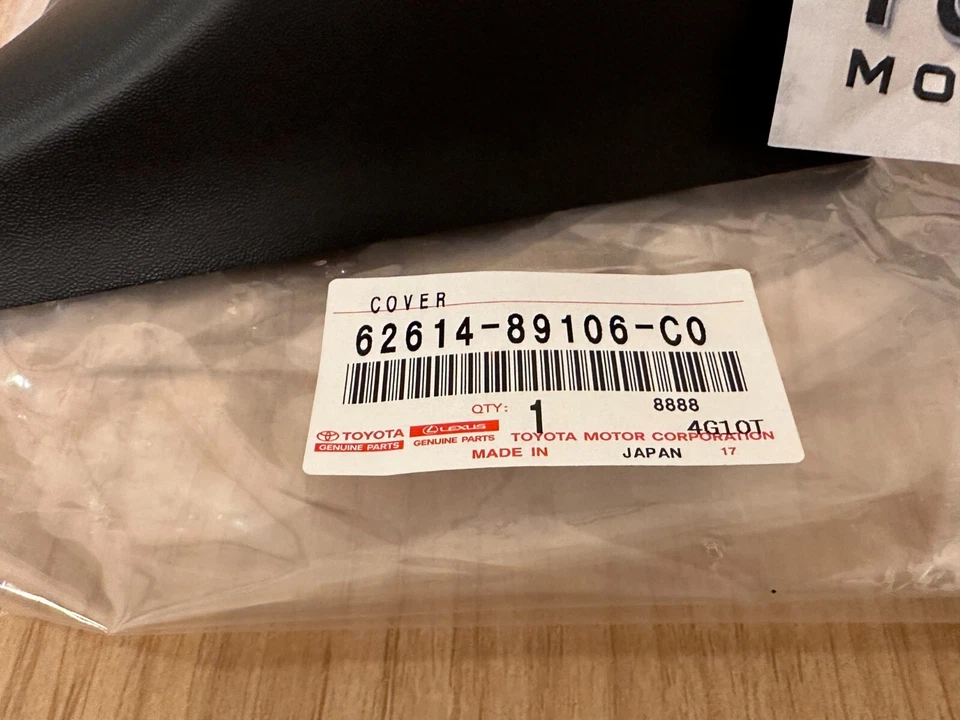 MO
COVER
62614-89106-C0
QTY: 1
8888
4G10T
TOYOTA
GENUINE PARTS
LEXUS
GENUINE PARTS
TOYOTA MOTOR CORPORATION
MADE IN JAPAN 17